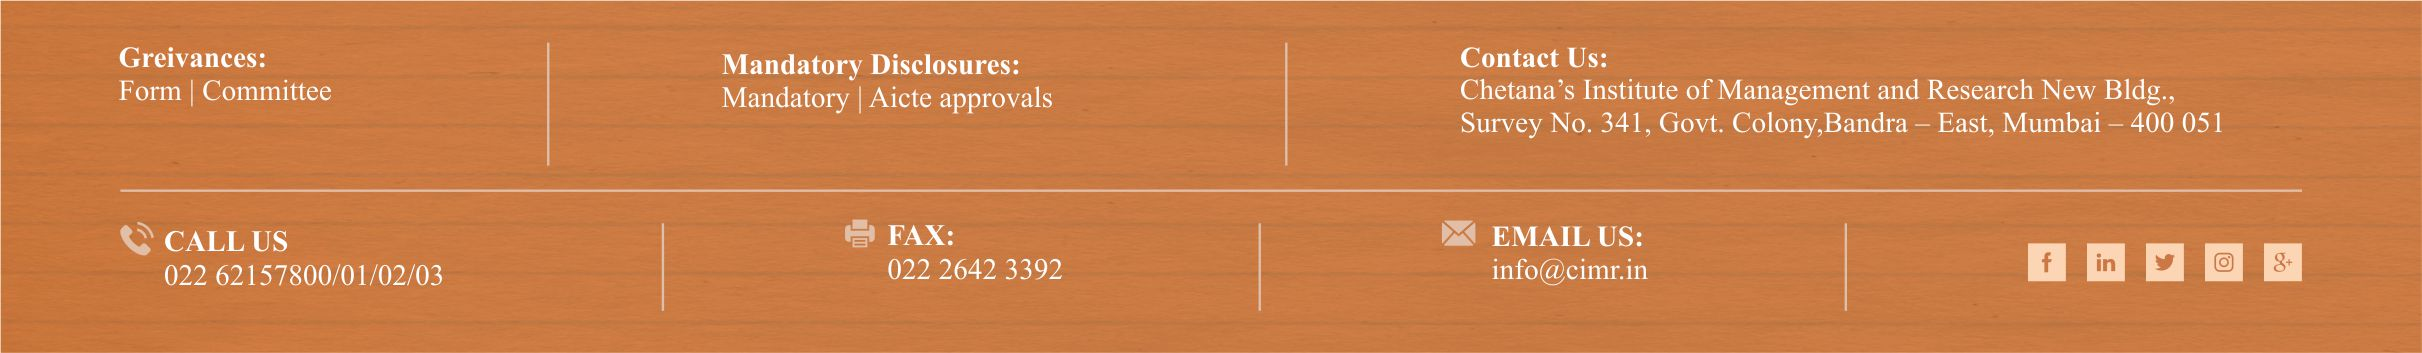 Greivances:
Form | Committee
Mandatory Disclosures:
Mandatory | Aicte approvals
Contact Us:
Chetana’s Institute of Management and Research New Bldg.,
Survey No. 341, Govt. Colony,Bandra – East, Mumbai – 400 051
CALL US
022 62157800/01/02/03
FAX:
022 2642 3392
EMAIL US:
info@cimr.in
f
in
g+